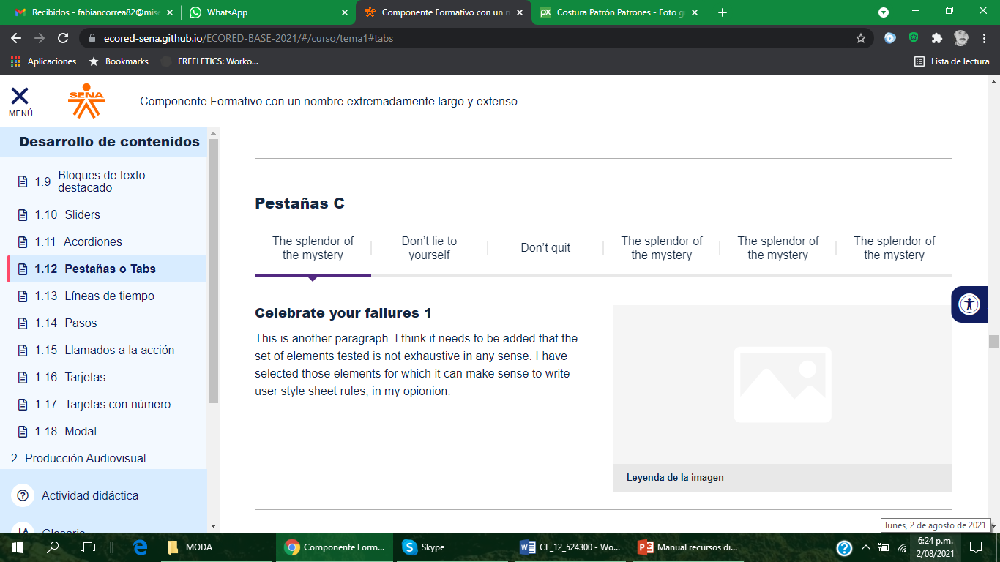 Recibidos - fabiancorrea82@mise
WhatsApp
Componente Formativo con un n
Costura Patrón Patrones - Foto g
ecored-sena.github.io/ECORED-BASE-2021/#/curso/tema1#tabs
Aplicaciones
Bookmarks
FREELETICS: Worko...
Lista de lectura
MENÚ
SENA
Componente Formativo con un nombre extremadamente largo y extenso
Desarrollo de contenidos
1.9 Bloques de texto
destacado
1.10 Sliders
1.11 Acordiones
1.12 Pestañas o Tabs
1.13 Líneas de tiempo
1.14 Pasos
1.15 Llamados a la acción
1.16 Tarjetas
1.17 Tarjetas con número
1.18 Modal
2 Producción Audiovisual
Actividad didáctica
Glosario
Pestañas C
The splendor of
the mystery
Don't lie to
yourself
Don't quit
The splendor of
the mystery
The splendor of
the mystery
The splendor of
the mystery
Celebrate your failures 1
This is another paragraph. I think it needs to be added that the
set of elements tested is not exhaustive in any sense. I have
selected those elements for which it can make sense to write
user style sheet rules, in my opionion.
Leyenda de la imagen
lunes, 2 de agosto de 2021
MODA
Componente Form...
Skype
CF_12_524300 - Wo...
Manual recursos di...
6:24 p.m.
2/08/2021